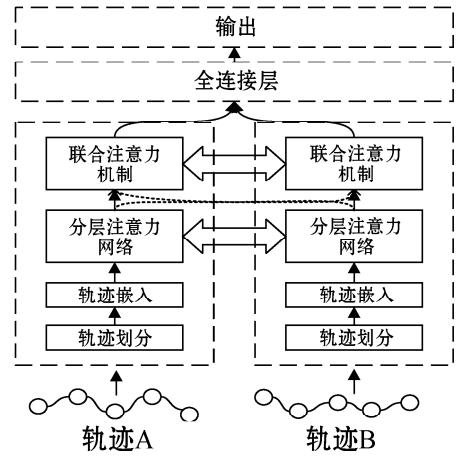 输出
全连接层
联合注意力
机制
联合注意力
机制
分层注意力
网络
分层注意力
网络
轨迹嵌入
轨迹嵌入
轨迹划分
轨迹划分
轨迹A
轨迹B